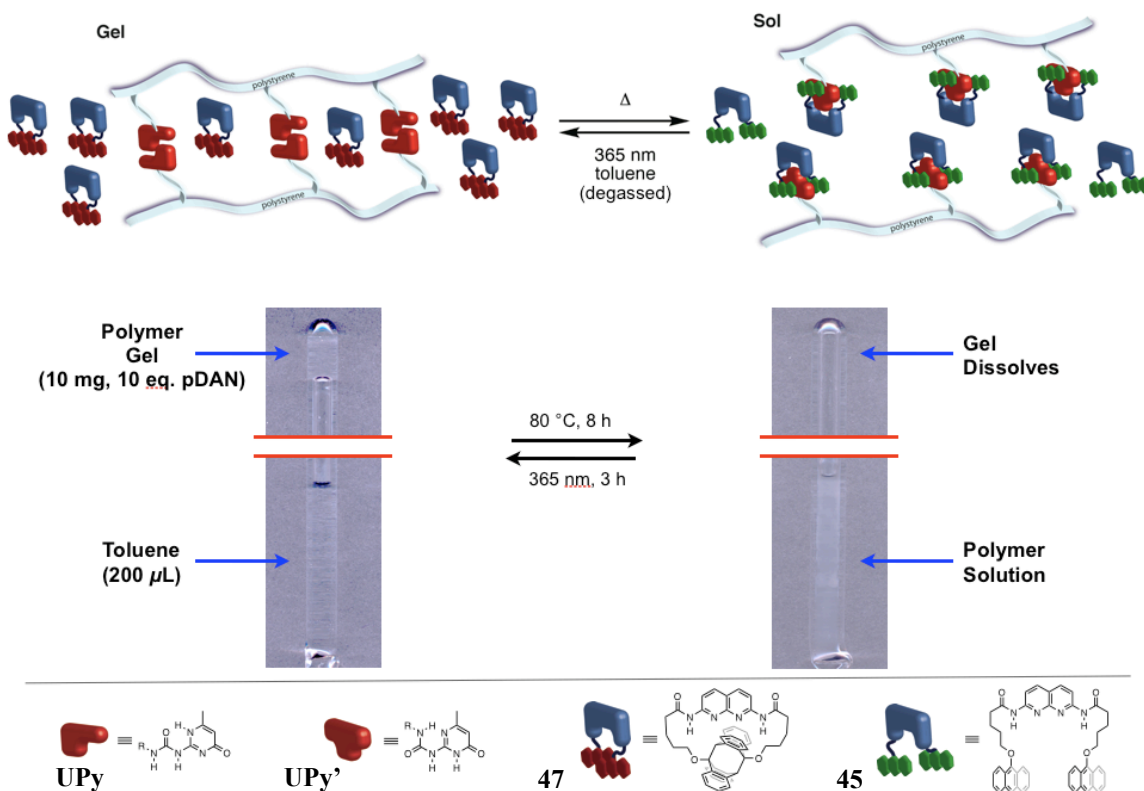 Gel
Sol
polystyrene
polystyrene
polystyrene
polystyrene
Δ
365 nm
toluene
(degassed)
Polymer
Gel
(10 mg, 10 eq. pDAN)
Gel
Dissolves
80 °C, 8 h
365 nm, 3 h
Toluene
(200 µL)
Polymer
Solution
UPy
R N H O N H N H N O
UPy’
R N H O N H N N H O
47
O N H N N N H O O O
45
O N H N N N H O O O